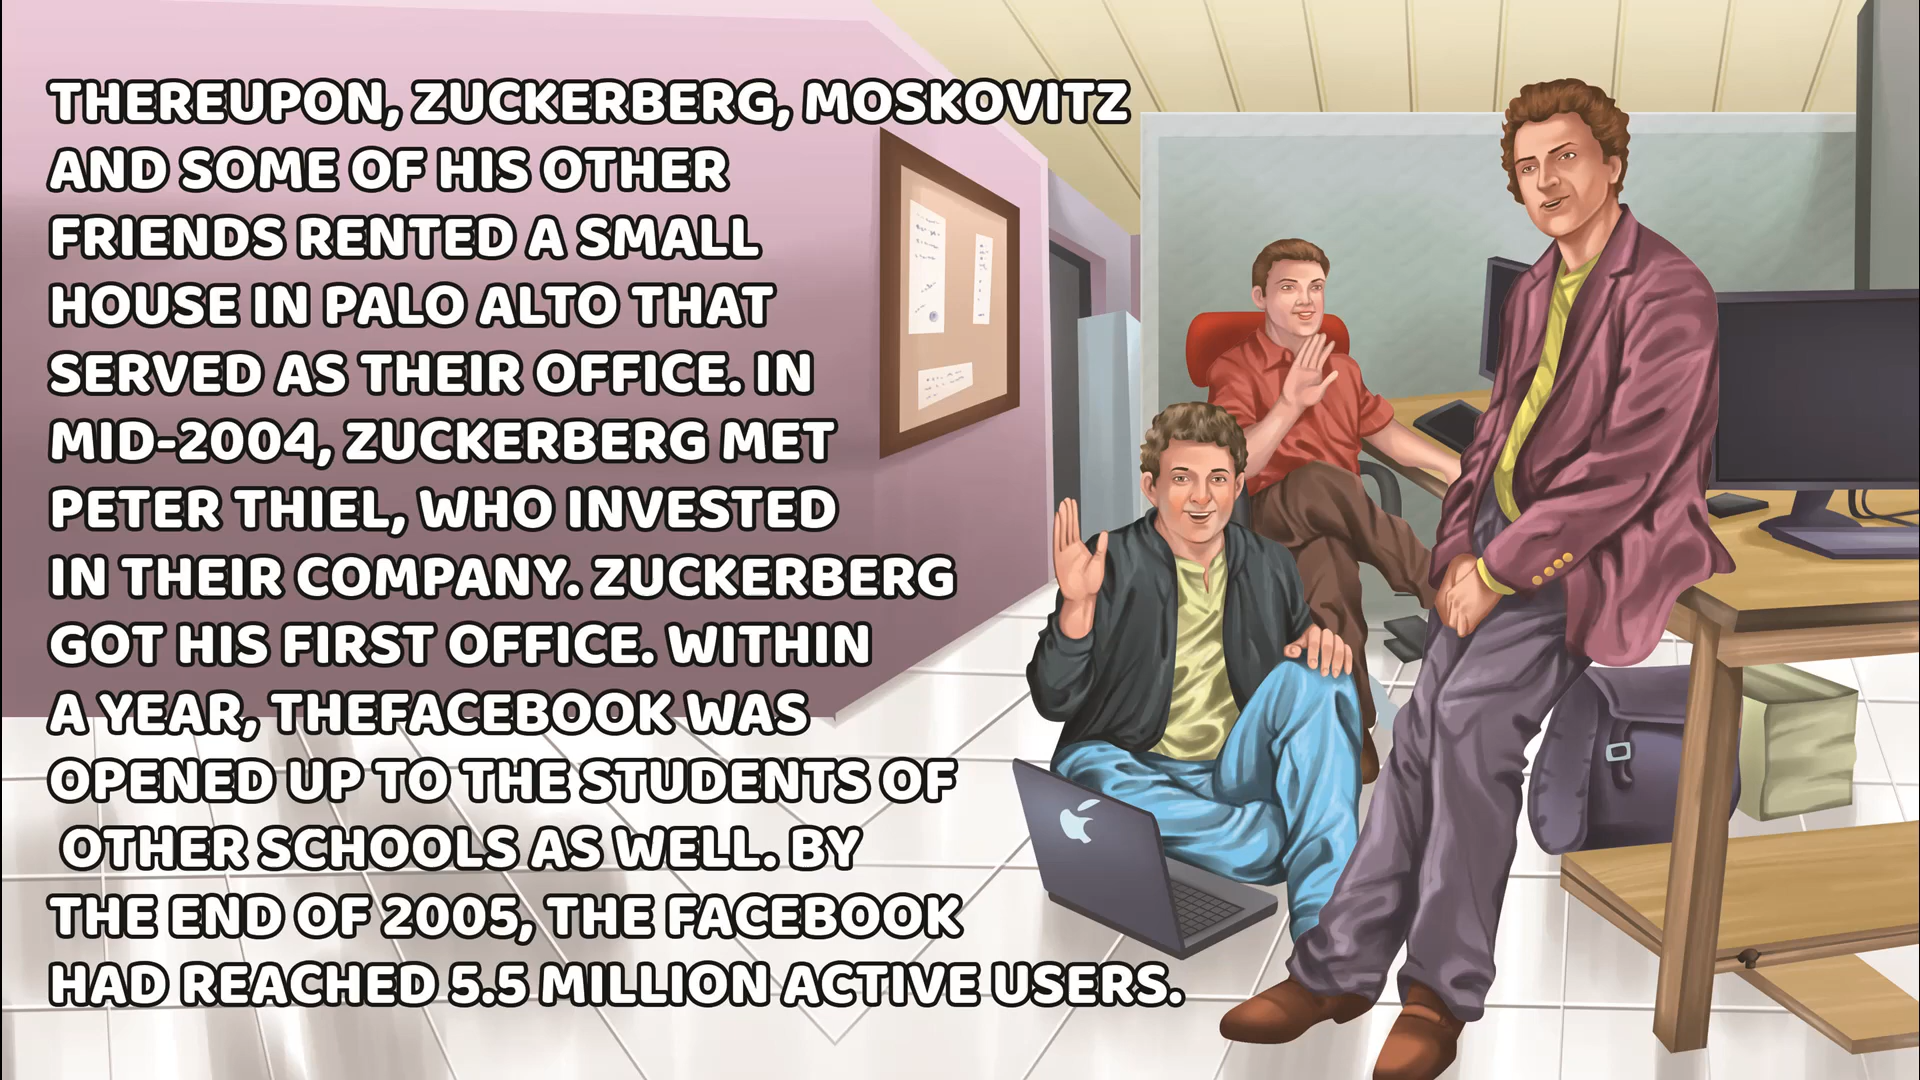 THEREUPON, ZUCKERBERG, MOSKOVITZ
AND SOME OF HIS OTHER
FRIENDS RENTED A SMALL
HOUSE IN PALO ALTO THAT
SERVED AS THEIR OFFICE. IN
MID-2004, ZUCKERBERG MET
PETER THIEL, WHO INVESTED
IN THEIR COMPANY. ZUCKERBERG
GOT HIS FIRST OFFICE. WITHIN
A YEAR, THEFACEBOOK WAS
OPENED UP TO THE STUDENTS OF
OTHER SCHOOLS AS WELL. BY
THE END OF 2005, THE FACEBOOK
HAD REACHED 5.5 MILLION ACTIVE USERS.